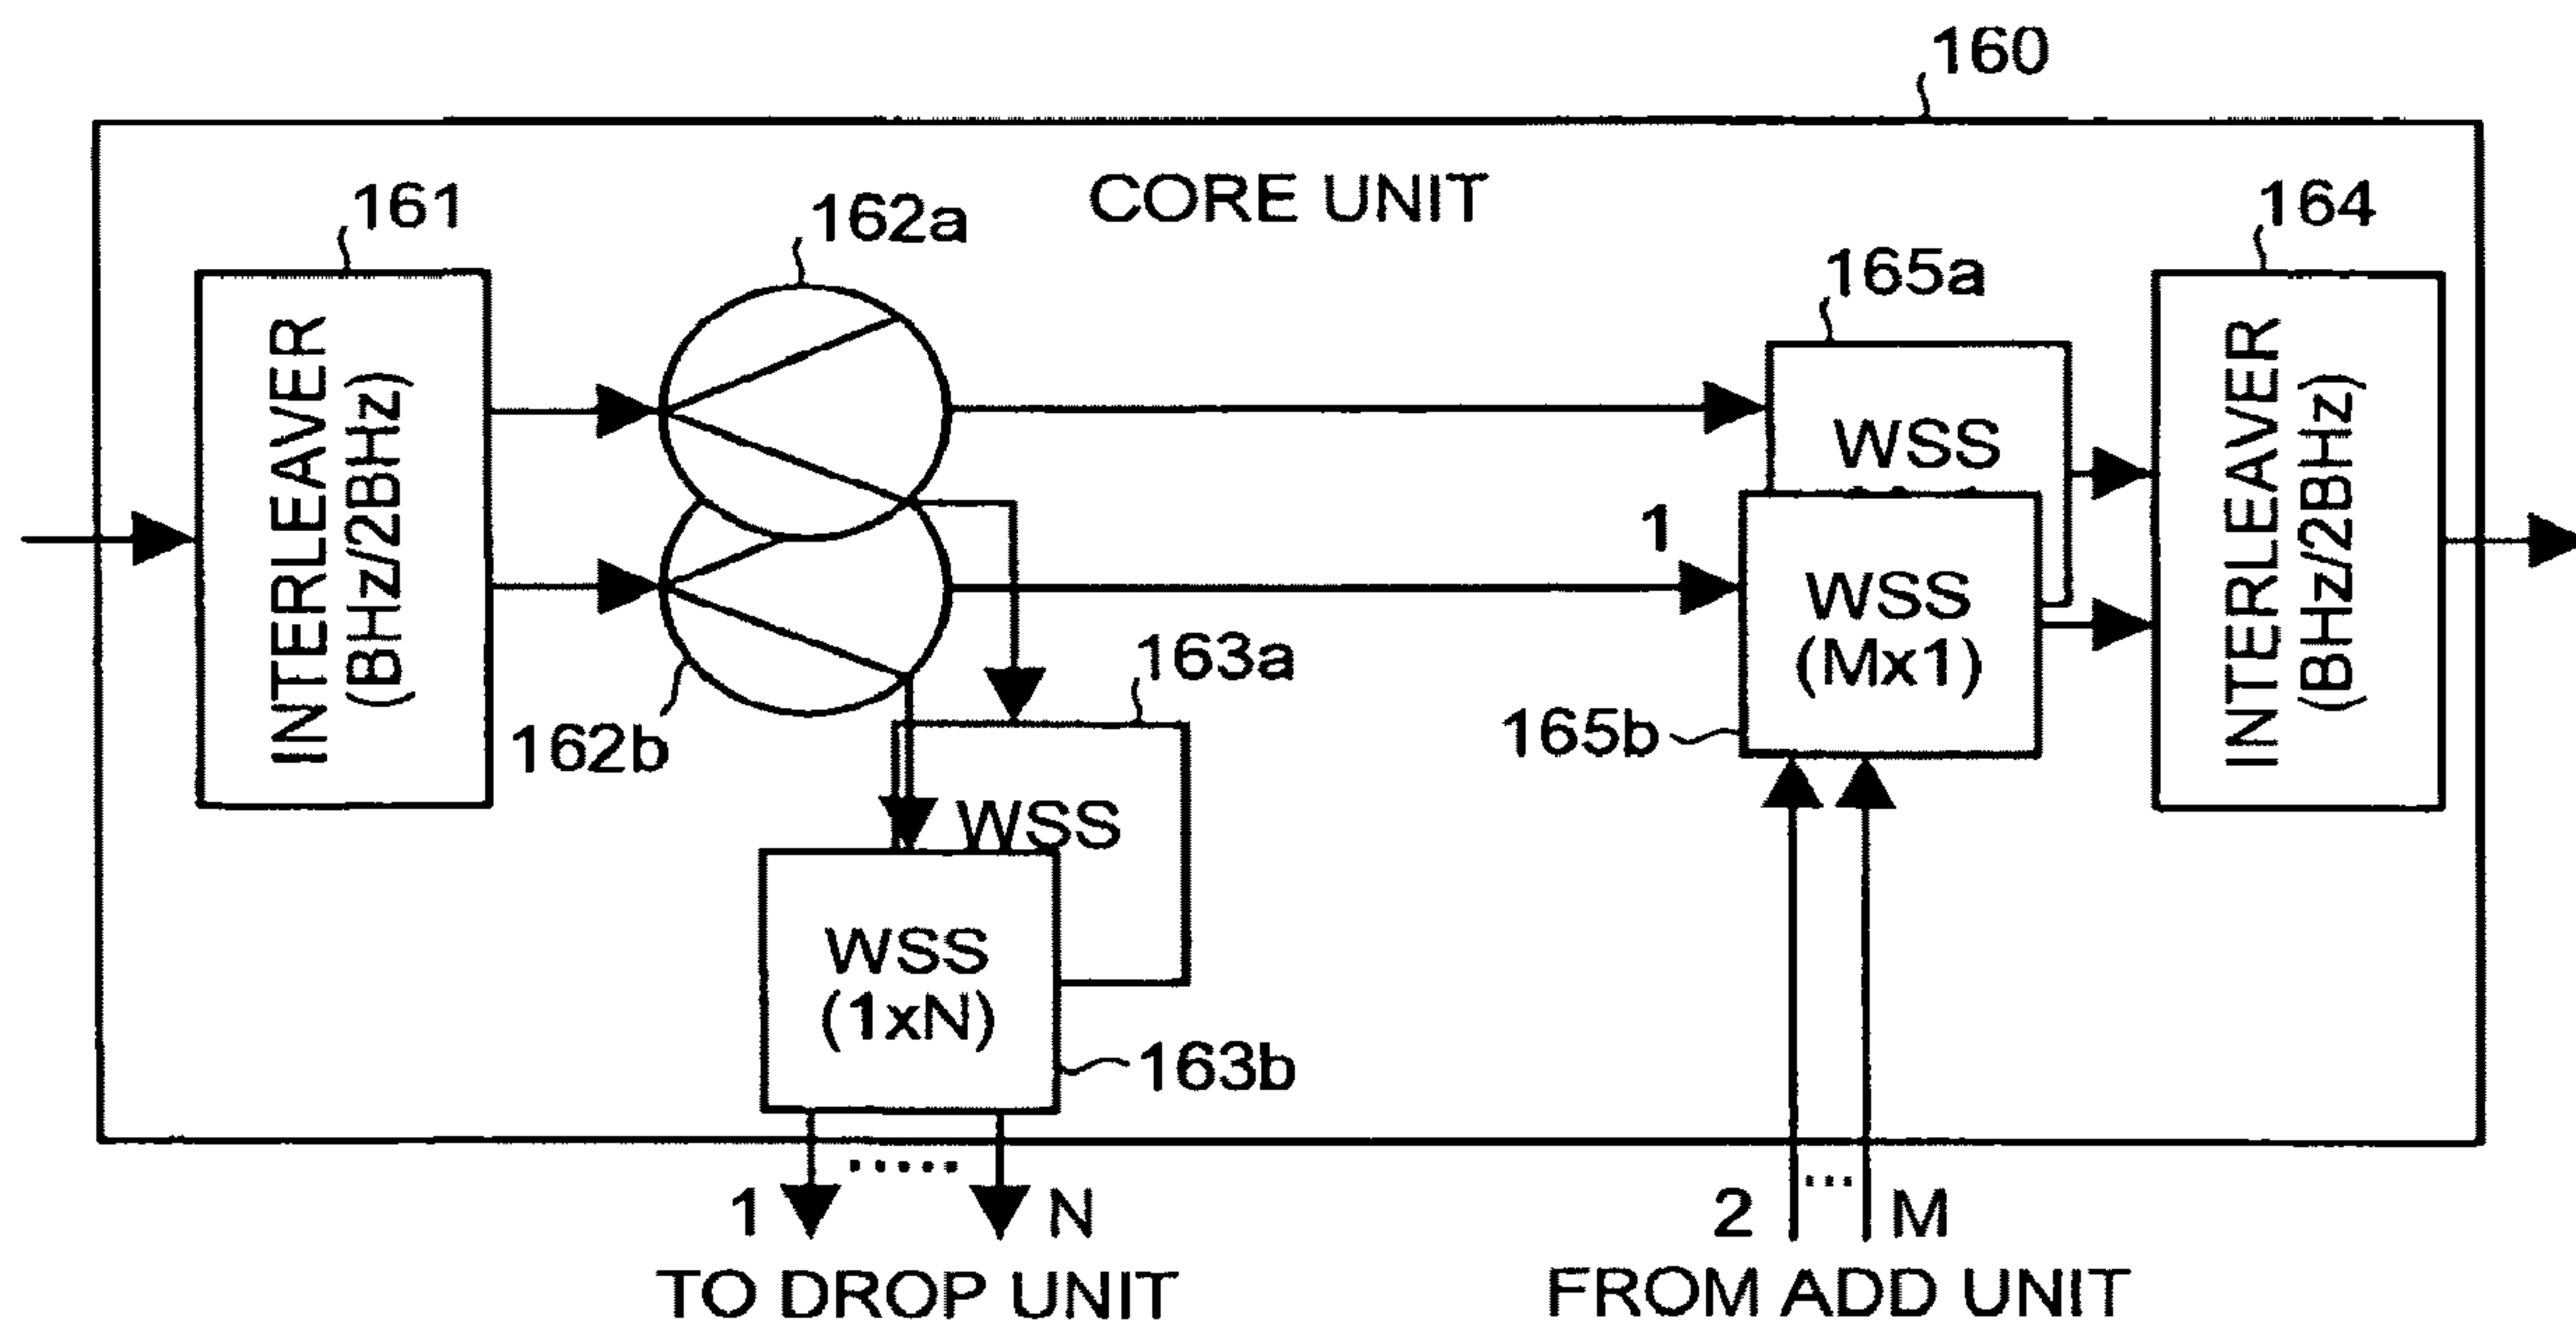 160
CORE UNIT
161
162a
164
165a
INTERLEAVER
(BHz/2BHz)
WSS
INTERLEAVER
(BHz/2BHz)
1
WSS
(Mx1)
163a
162b
165b
WSS
WSS
(1xN)
163b
1
.....
N
2
...
M
TO DROP UNIT
FROM ADD UNIT